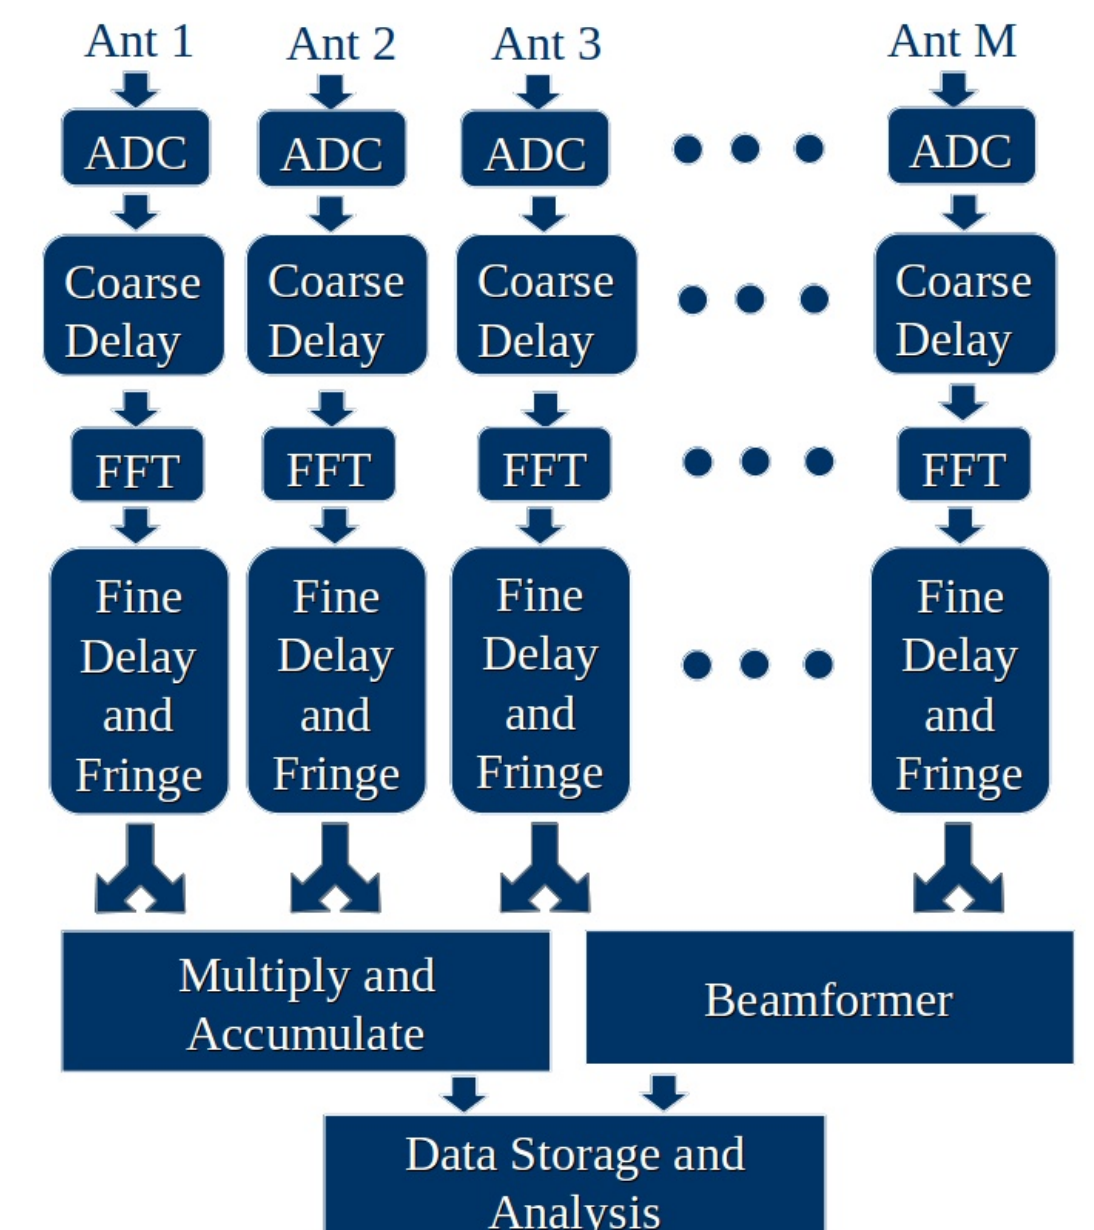 Ant 1
Ant 2
Ant 3
Ant M
ADC
ADC
ADC
ADC
Coarse
Delay
Coarse
Delay
Coarse
Delay
Coarse
Delay
FFT
FFT
FFT
FFT
Fine
Delay
and
Fringe
Fine
Delay
and
Fringe
Fine
Delay
and
Fringe
Fine
Delay
and
Fringe
Multiply and
Accumulate
Beamformer
Data Storage and
Analysis